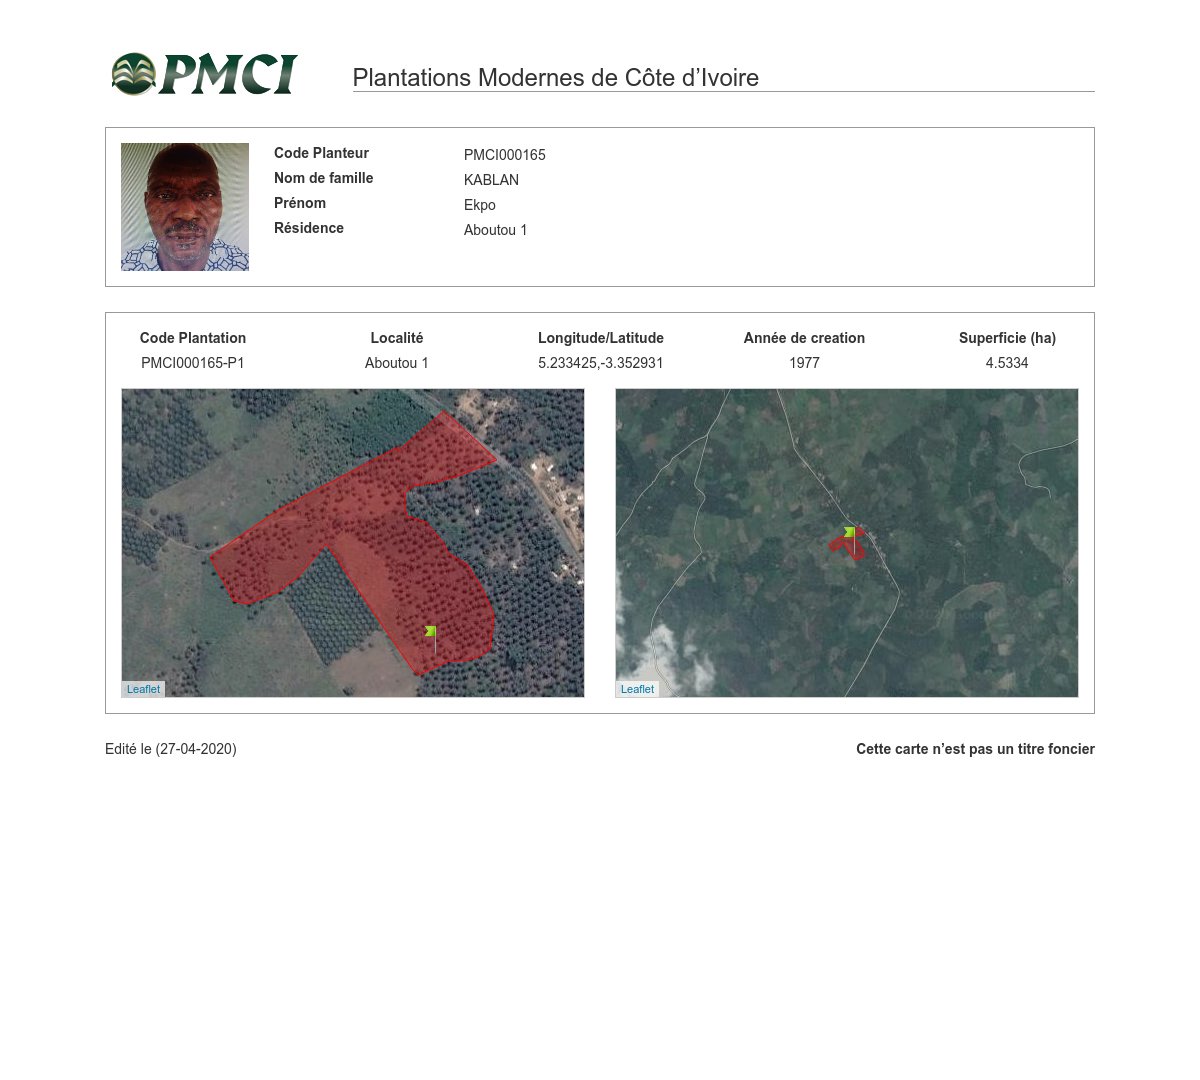 PMCI
Plantations Modernes de Côte d’Ivoire
Code Planteur PMCI000165
Nom de famille KABLAN
Prénom Ekpo
Résidence Aboutou 1
Code Plantation Localité Longitude/Latitude Année de creation Superficie (ha)
PMCI000165-P1 Aboutou 1 5.233425,-3.352931 1977 4.5334
Leaflet Leaflet
Edité le (27-04-2020) Cette carte n’est pas un titre foncier